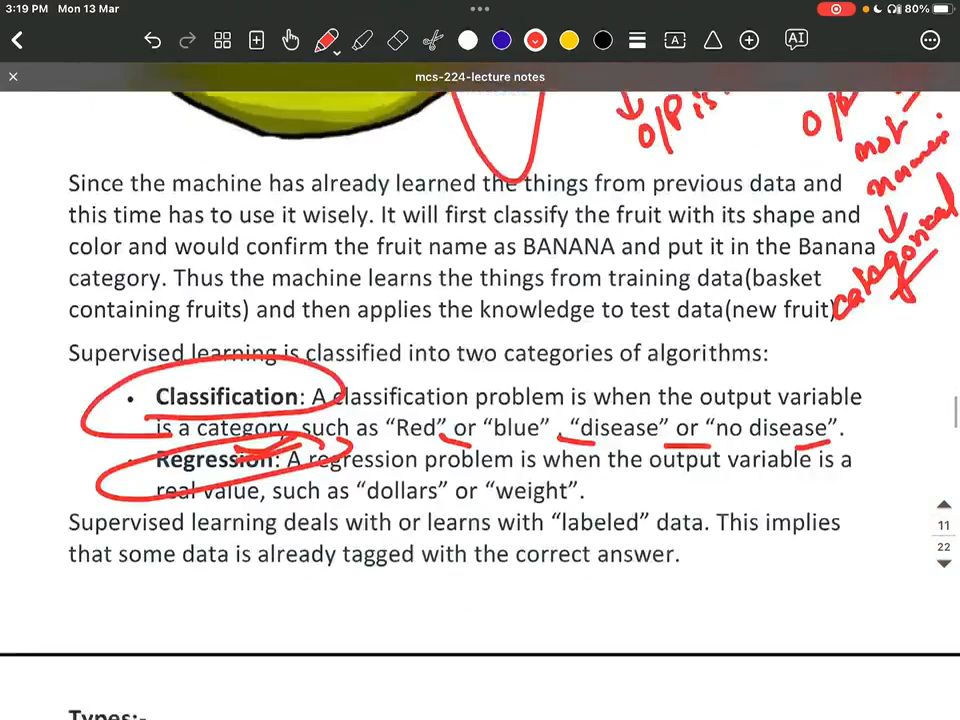 3:19 PM Mon 13 Mar
80%
A
AI
mcs-224-lecture notes
O/P is
not
categorical
Since the machine has already learned the things from previous data and
this time has to use it wisely. It will first classify the fruit with its shape and
color and would confirm the fruit name as BANANA and put it in the Banana
category. Thus the machine learns the things from training data(basket
containing fruits) and then applies the knowledge to test data(new fruit)
Supervised learning is classified into two categories of algorithms:
• Classification: A classification problem is when the output variable
is a category, such as “Red” or “blue” , “disease” or “no disease”.
• Regression: A regression problem is when the output variable is a
real value, such as “dollars” or “weight”.
Supervised learning deals with or learns with “labeled” data. This implies
that some data is already tagged with the correct answer.
11
22
Types:-